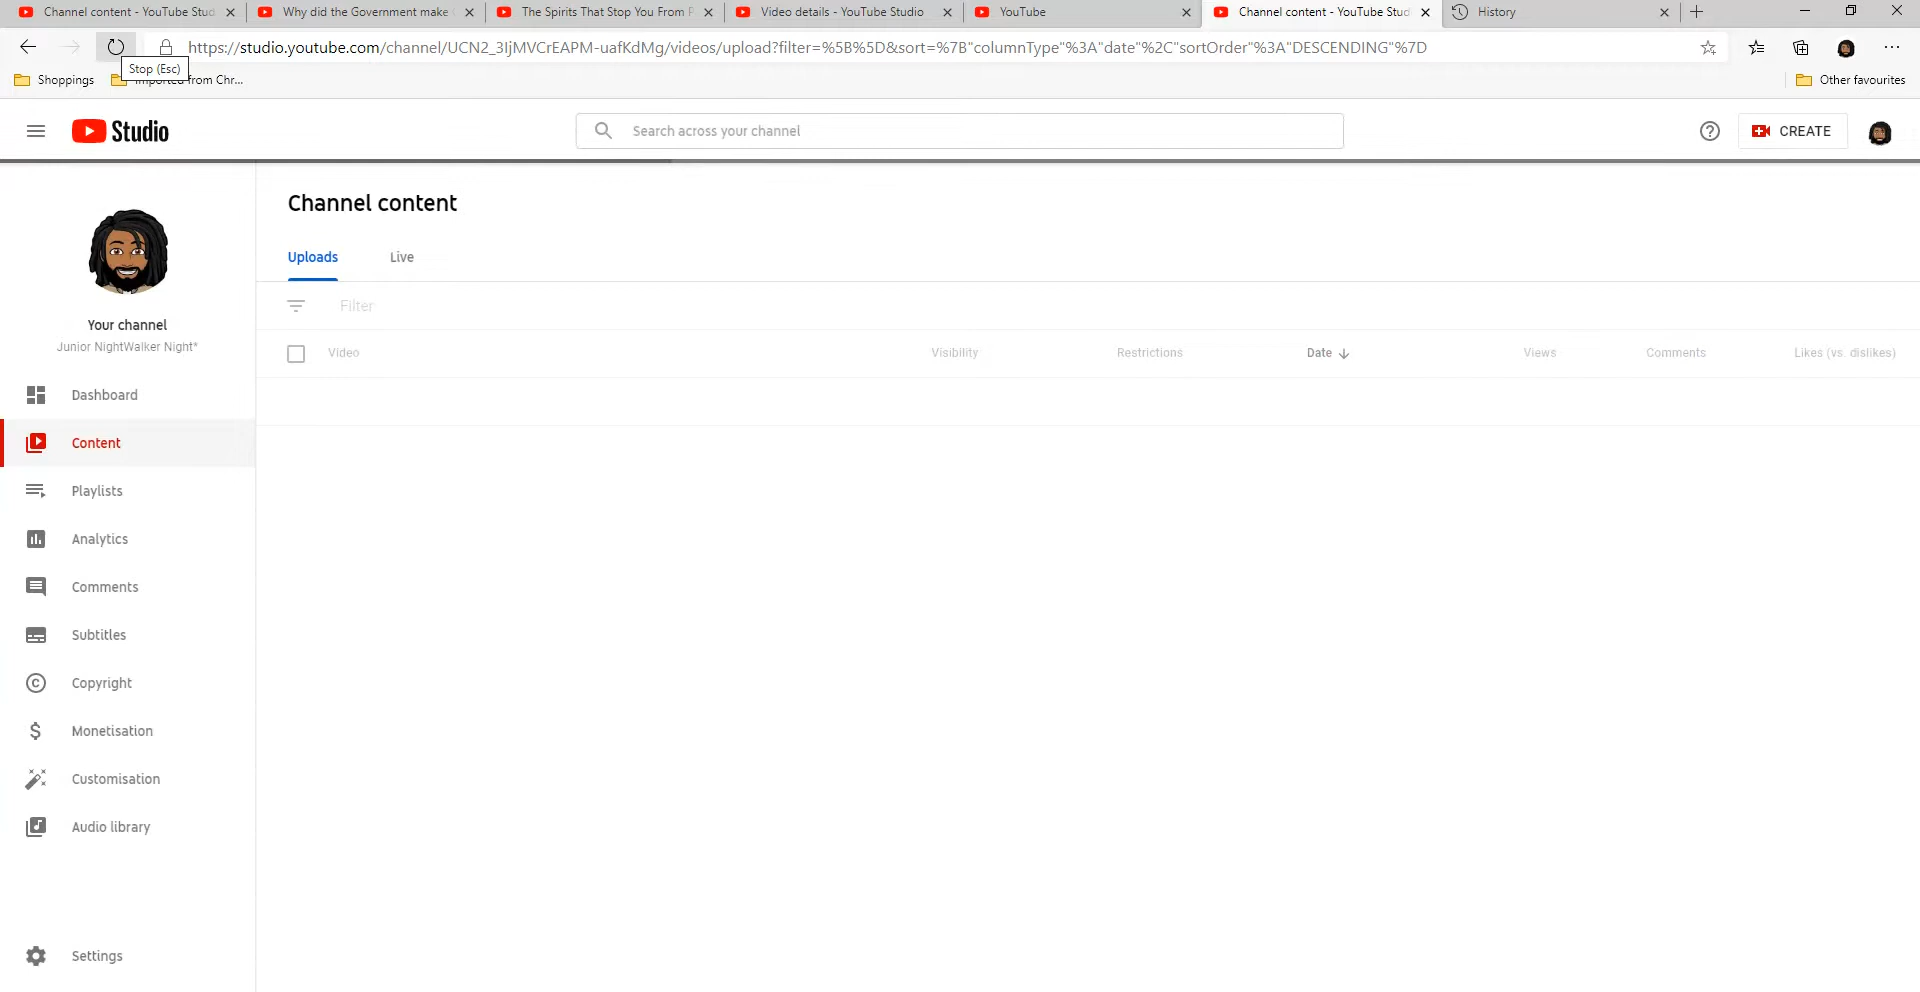 Channel content - YouTube Stud
Why did the Government make
The Spirits That Stop You From
Video details - YouTube Studio
YouTube
Channel content - YouTube Stud
History
https://studio.youtube.com/channel/UCN2_3IjMVCrEAPM-uafKdMg/videos/upload?filter=%5B%5D&sort=%7B"columnType"%3A"date"%2C"sortOrder"%3A"DESCENDING"%7D
Stop (Esc)
Shoppings
Imported from Chr...
Other favourites
Studio
Search across your channel
CREATE
Channel content
Uploads
Live
Filter
Video
Visibility
Restrictions
Date
Views
Comments
Likes (vs. dislikes)
Your channel
Junior NightWalker Night*
Dashboard
Content
Playlists
Analytics
Comments
Subtitles
Copyright
Monetisation
Customisation
Audio library
Settings